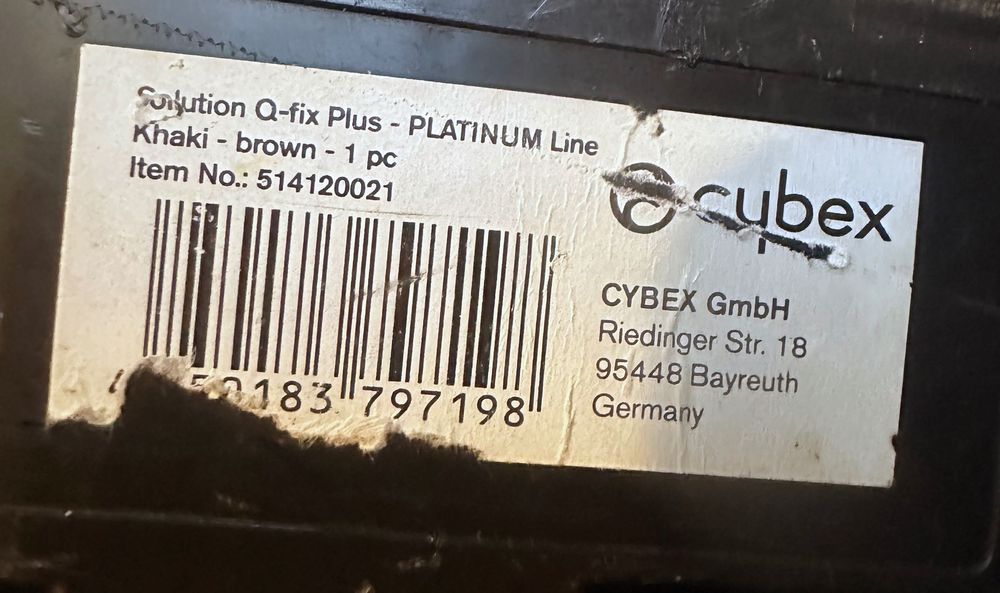 Solution Q-fix Plus - PLATINUM Line
Khaki - brown - 1 pc
Item No.: 514120021
cybex
CYBEX GmbH
Riedinger Str. 18
95448 Bayreuth
Germany
183 797198